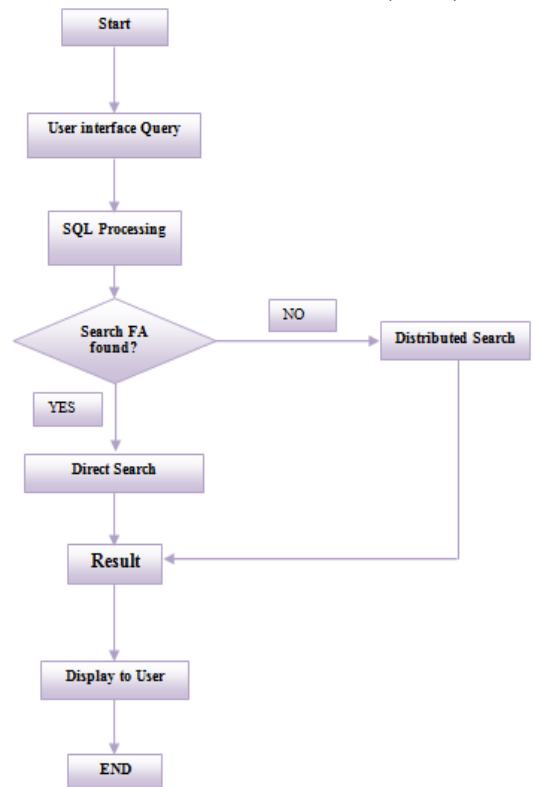 Start
User interface Query
SQL Processing
Search FA
found?
NO
Distributed Search
YES
Direct Search
Result
Display to User
END